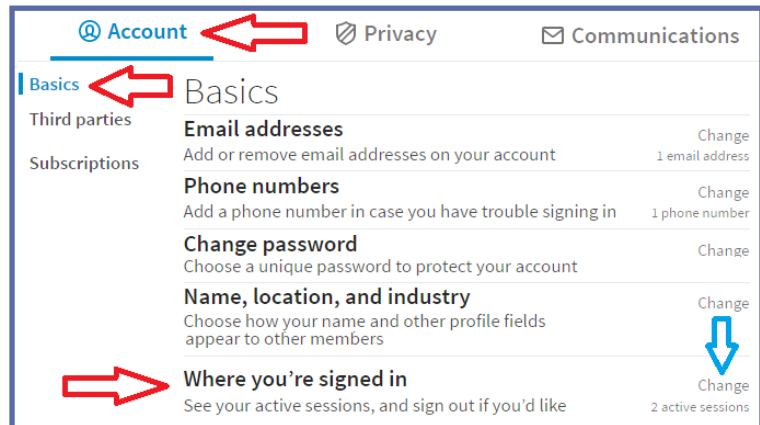 Account Privacy Communications
Basics
Third parties
Subscriptions
Basics
Email addresses Change
Add or remove email addresses on your account 1 email address
Phone numbers Change
Add a phone number in case you have trouble signing in 1 phone number
Change password Change
Choose a unique password to protect your account
Name, location, and industry Change
Choose how your name and other profile fields
appear to other members
Where you’re signed in Change
See your active sessions, and sign out if you’d like 2 active sessions